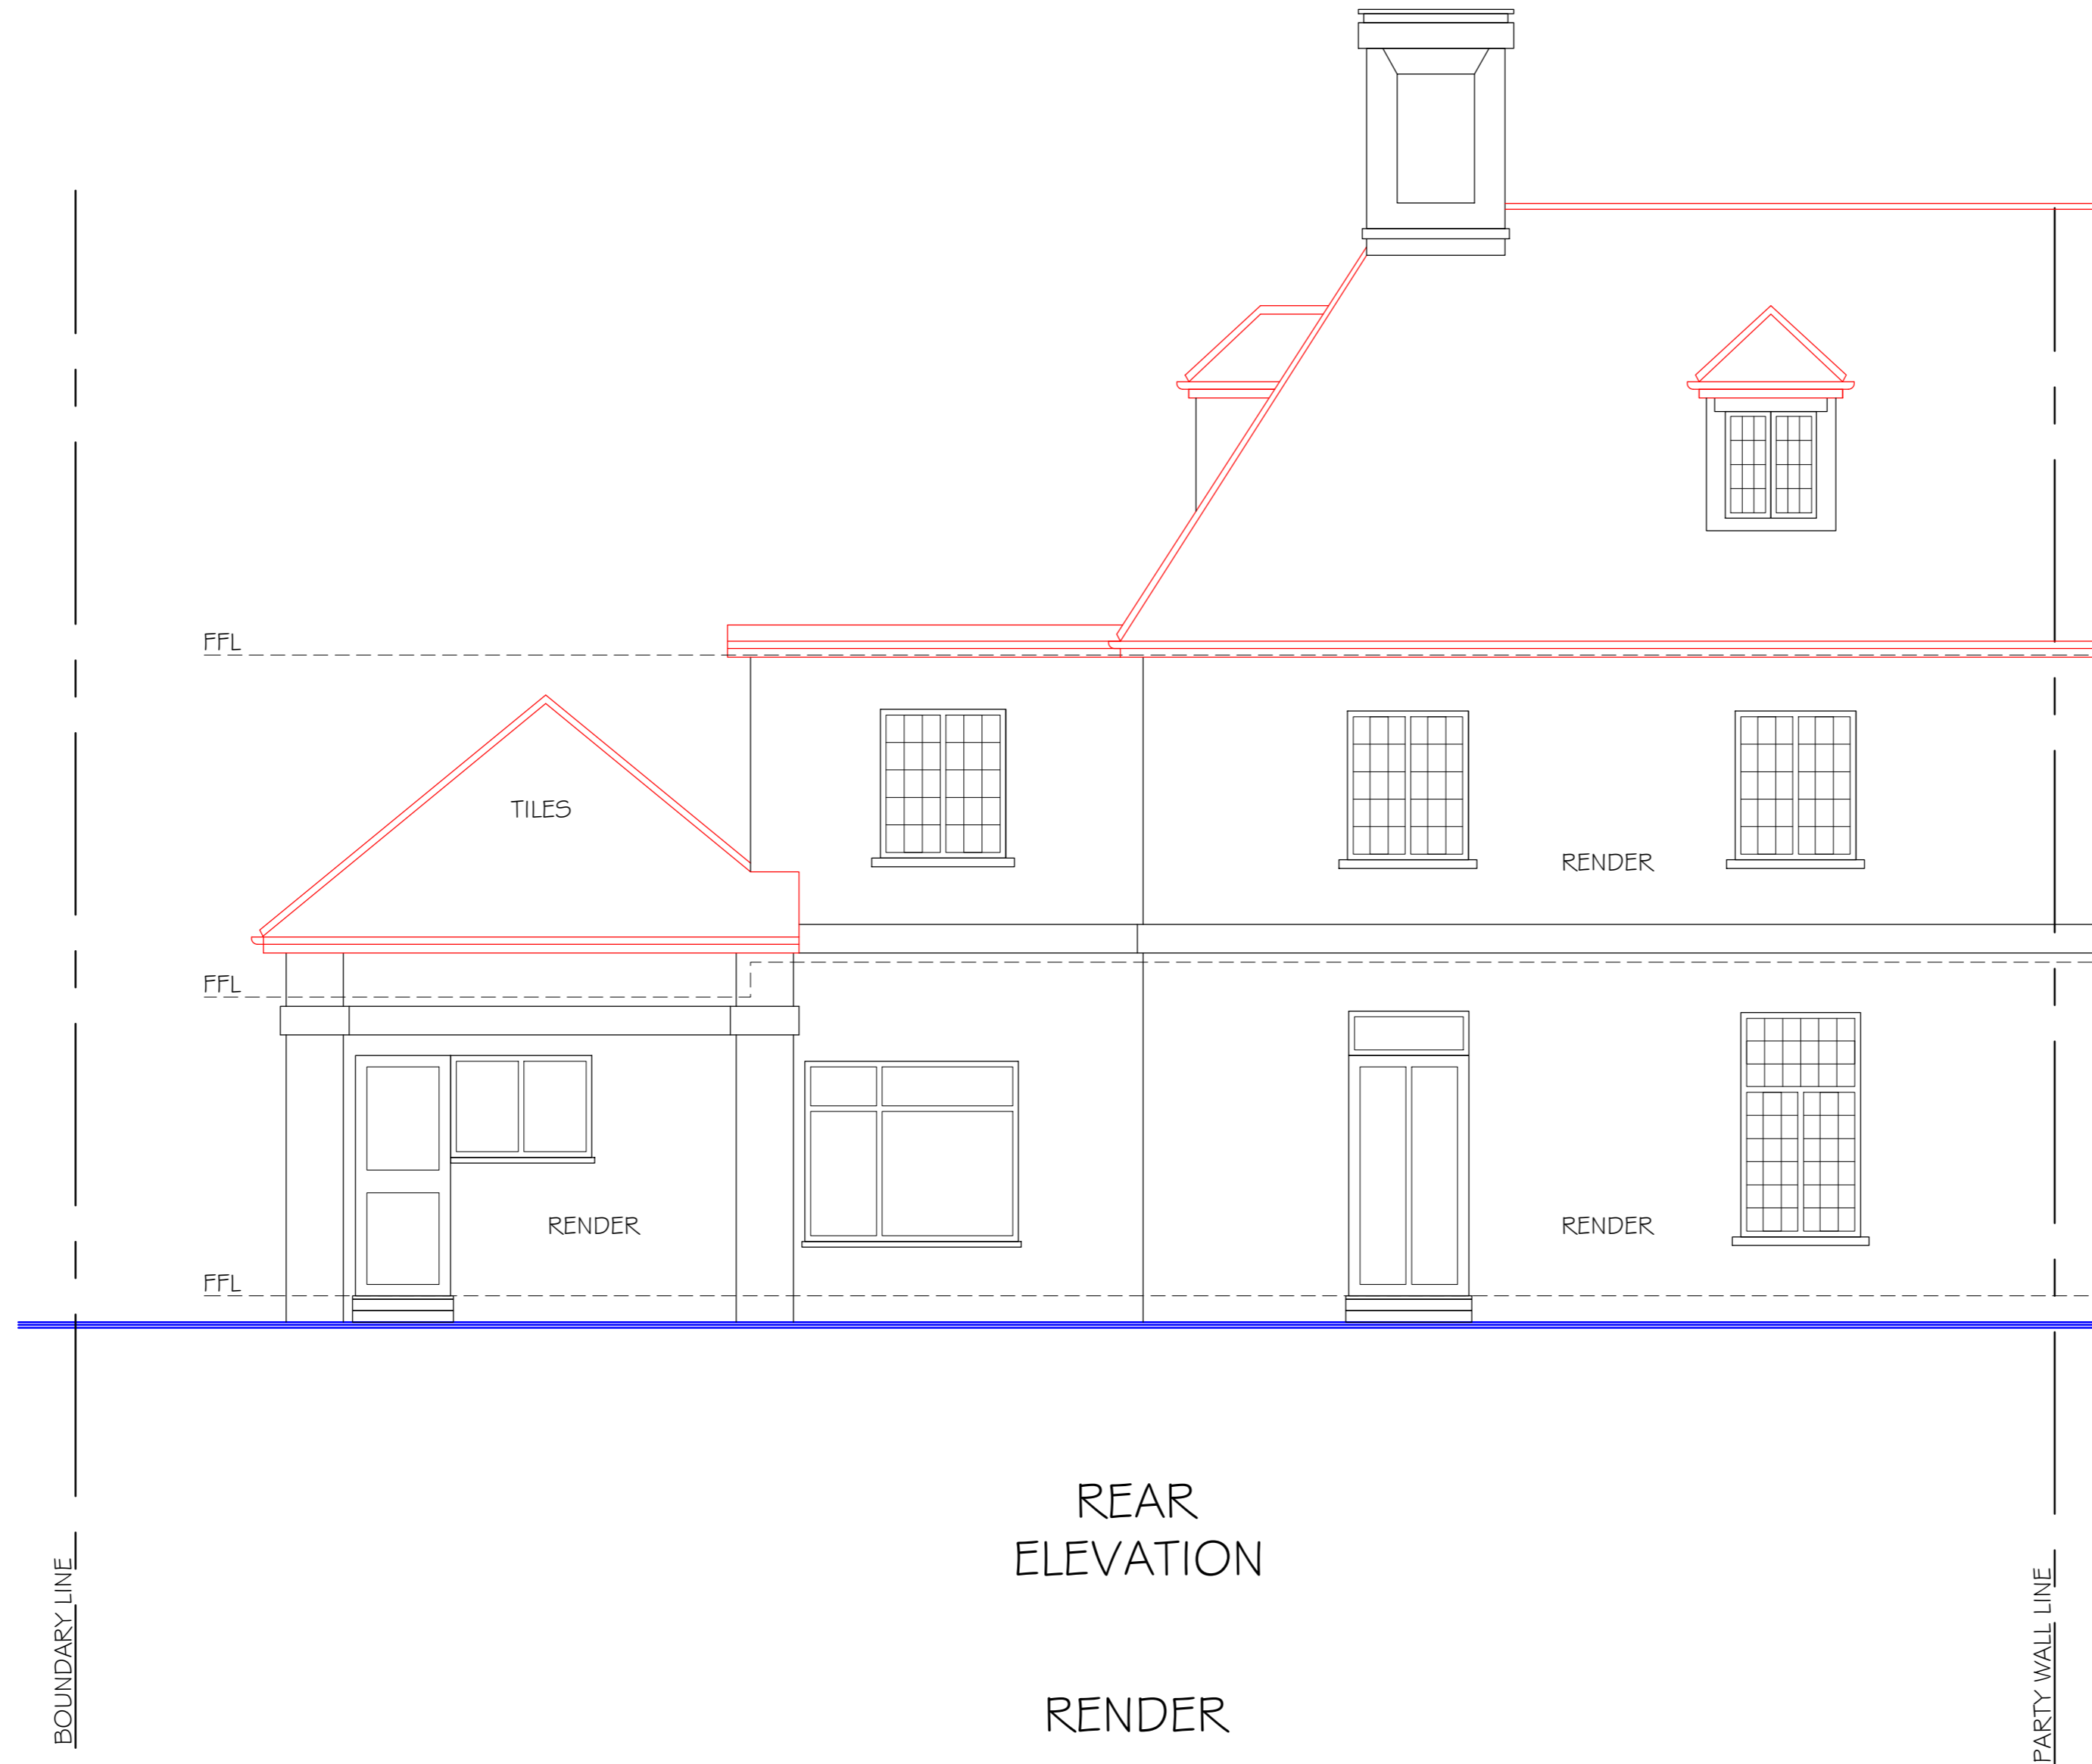 FFL
TILES
RENDER
FFL
RENDER
RENDER
FFL
REAR
ELEVATION
BOUNDARY LINE
PARTY WALL LINE
RENDER